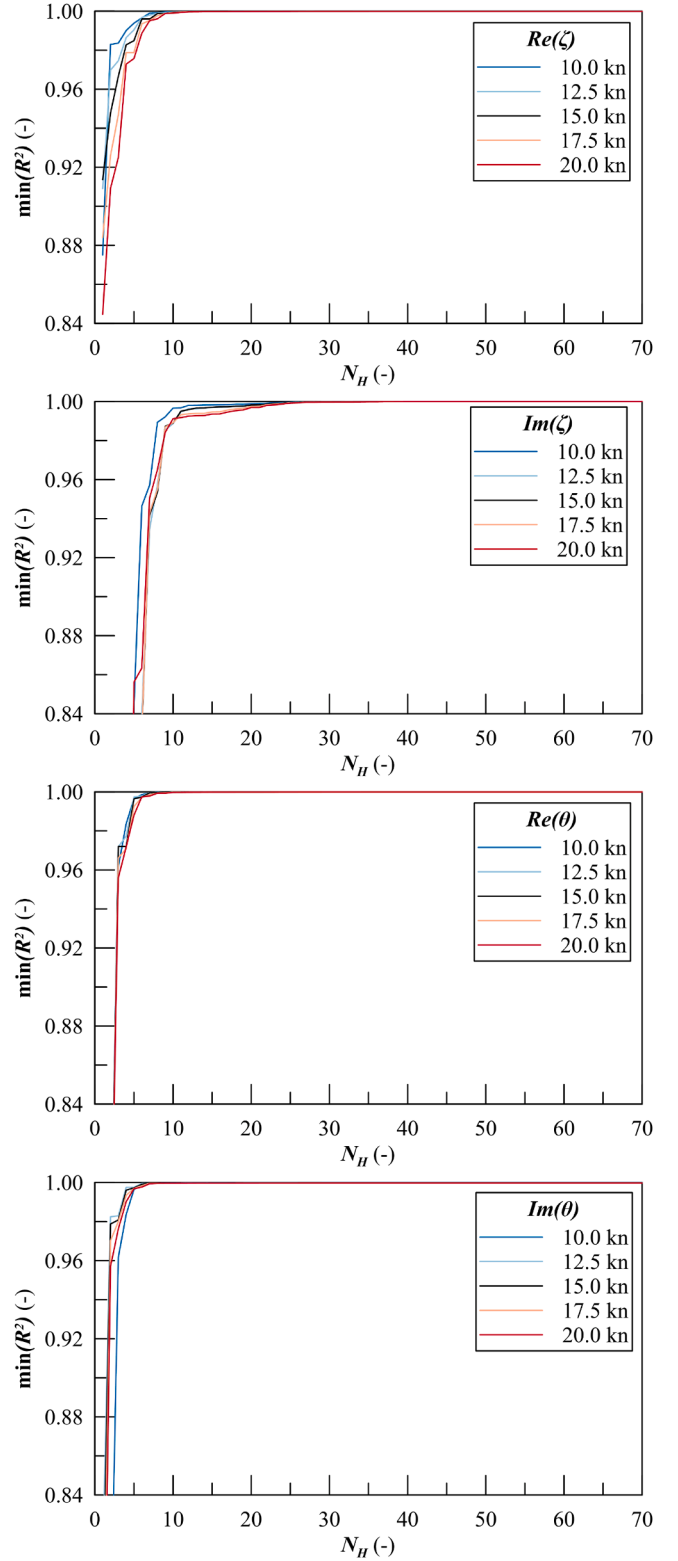 1.00
0.96
0.92
0.88
0.84
min(R²) (-)
0 10 20 30 40 50 60 70
N_H (-)
Re(ζ)
10.0 kn
12.5 kn
15.0 kn
17.5 kn
20.0 kn
1.00
0.96
0.92
0.88
0.84
min(R²) (-)
0 10 20 30 40 50 60 70
N_H (-)
Im(ζ)
10.0 kn
12.5 kn
15.0 kn
17.5 kn
20.0 kn
1.00
0.96
0.92
0.88
0.84
min(R²) (-)
0 10 20 30 40 50 60 70
N_H (-)
Re(θ)
10.0 kn
12.5 kn
15.0 kn
17.5 kn
20.0 kn
1.00
0.96
0.92
0.88
0.84
min(R²) (-)
0 10 20 30 40 50 60 70
N_H (-)
Im(θ)
10.0 kn
12.5 kn
15.0 kn
17.5 kn
20.0 kn